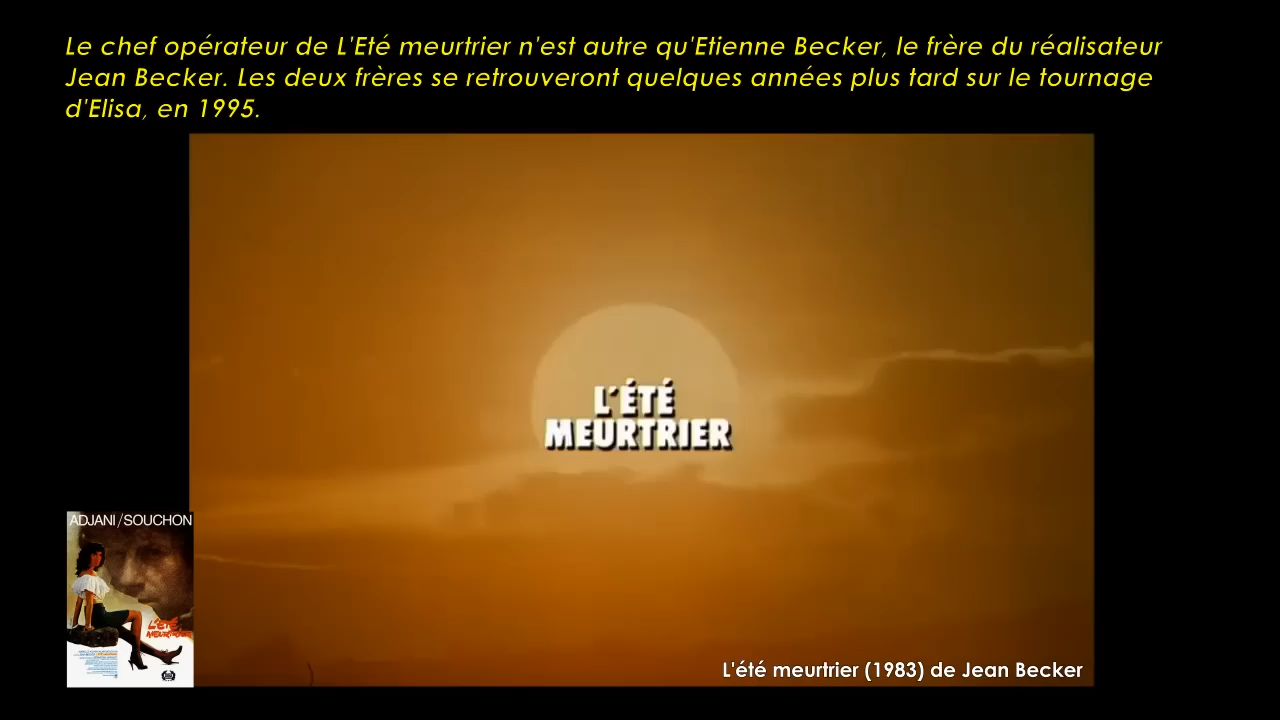 Le chef opérateur de L'Eté meurtrier n'est autre qu'Etienne Becker, le frère du réalisateur
Jean Becker. Les deux frères se retrouveront quelques années plus tard sur le tournage
d'Elisa, en 1995.
L'ÉTÉ
MEURTRIER
ADJANI/SOUCHON
L'ÉTÉ
MEURTRIER
L'été meurtrier (1983) de Jean Becker